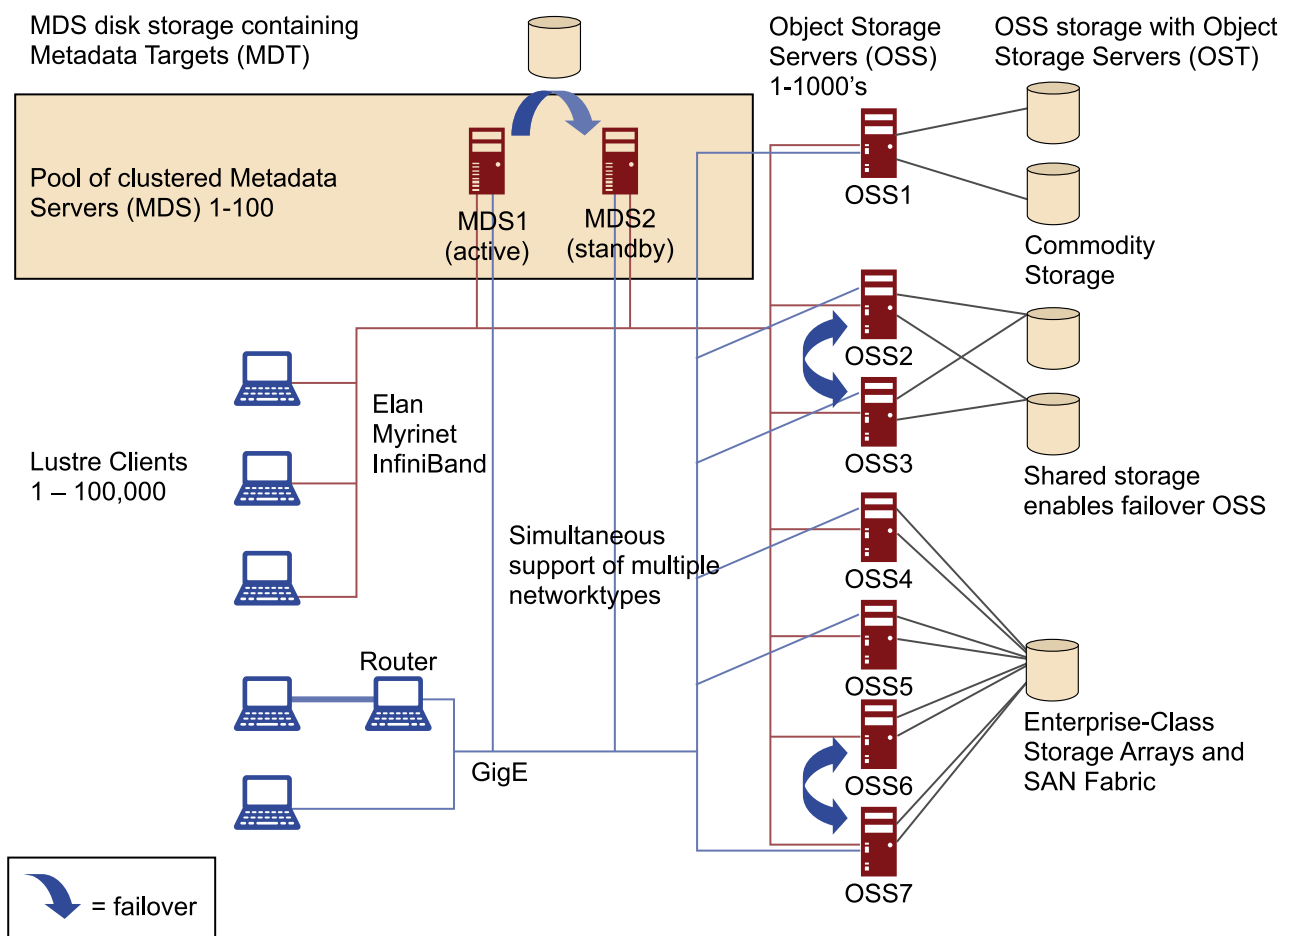 MDS disk storage containing
Metadata Targets (MDT)
Object Storage
Servers (OSS)
1-1000's
OSS storage with Object
Storage Servers (OST)
Pool of clustered Metadata
Servers (MDS) 1-100
MDS1
(active)
MDS2
(standby)
OSS1
Commodity
Storage
OSS2
Elan
Myrinet
InfiniBand
Lustre Clients
1 – 100,000
OSS3
Shared storage
enables failover OSS
Simultaneous
support of multiple
networktypes
OSS4
Router
OSS5
Enterprise-Class
Storage Arrays and
SAN Fabric
GigE
OSS6
OSS7
= failover